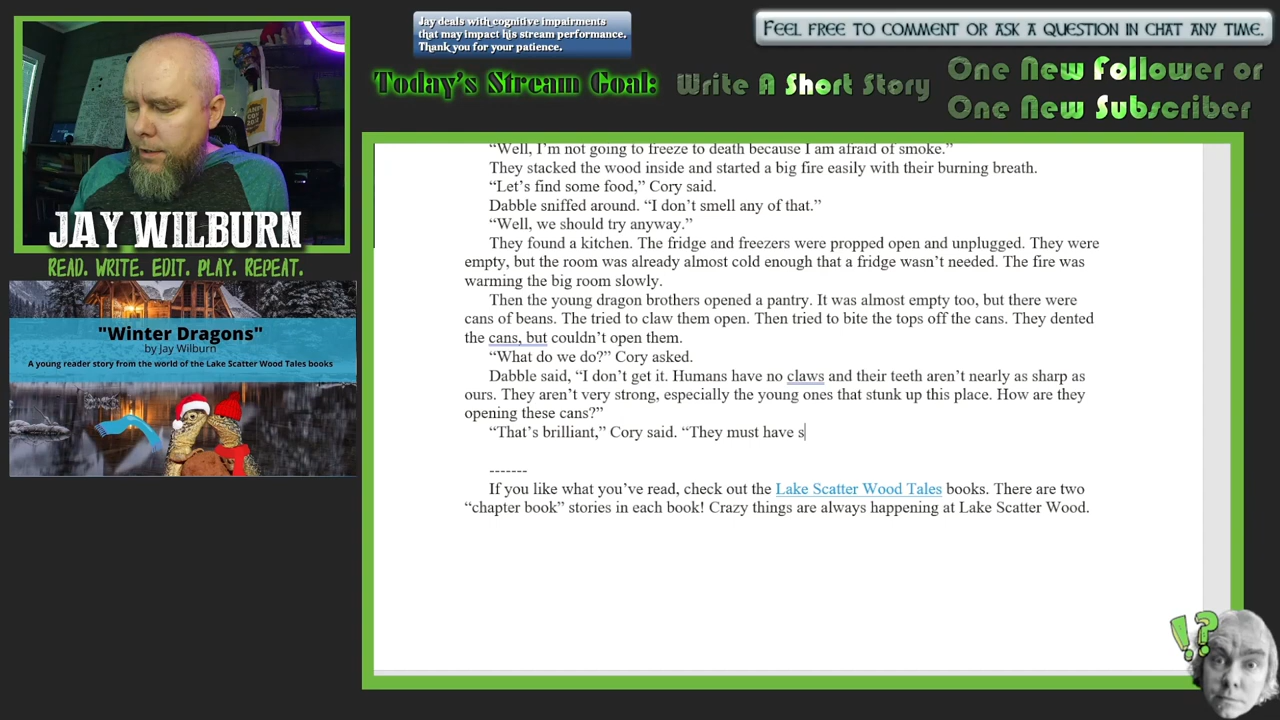 Jay deals with cognitive impairments
that may impact his stream performance.
Thank you for your patience.
Feel free to comment or ask a question in chat any time.
Today's Stream Goal:
Write A Short Story
One New Follower or
One New Subscriber
JAY WILBURN
READ. WRITE. EDIT. PLAY. REPEAT.
"Winter Dragons"
by Jay Wilburn
A young reader story from the world of the Lake Scatter Wood Tales books
“Well, I’m not going to freeze to death because I am afraid of smoke.”
They stacked the wood inside and started a big fire easily with their burning breath.
“Let’s find some food,” Cory said.
Dabble sniffed around. “I don’t smell any of that.”
“Well, we should try anyway.”
They found a kitchen. The fridge and freezers were propped open and unplugged. They were
empty, but the room was already almost cold enough that a fridge wasn’t needed. The fire was
warming the big room slowly.
Then the young dragon brothers opened a pantry. It was almost empty too, but there were
cans of beans. The tried to claw them open. Then tried to bite the tops off the cans. They dented
the cans, but couldn’t open them.
“What do we do?” Cory asked.
Dabble said, “I don’t get it. Humans have no claws and their teeth aren’t nearly as sharp as
ours. They aren’t very strong, especially the young ones that stunk up this place. How are they
opening these cans?”
“That’s brilliant,” Cory said. “They must have s
-------
If you like what you’ve read, check out the Lake Scatter Wood Tales books. There are two
“chapter book” stories in each book! Crazy things are always happening at Lake Scatter Wood.
!?